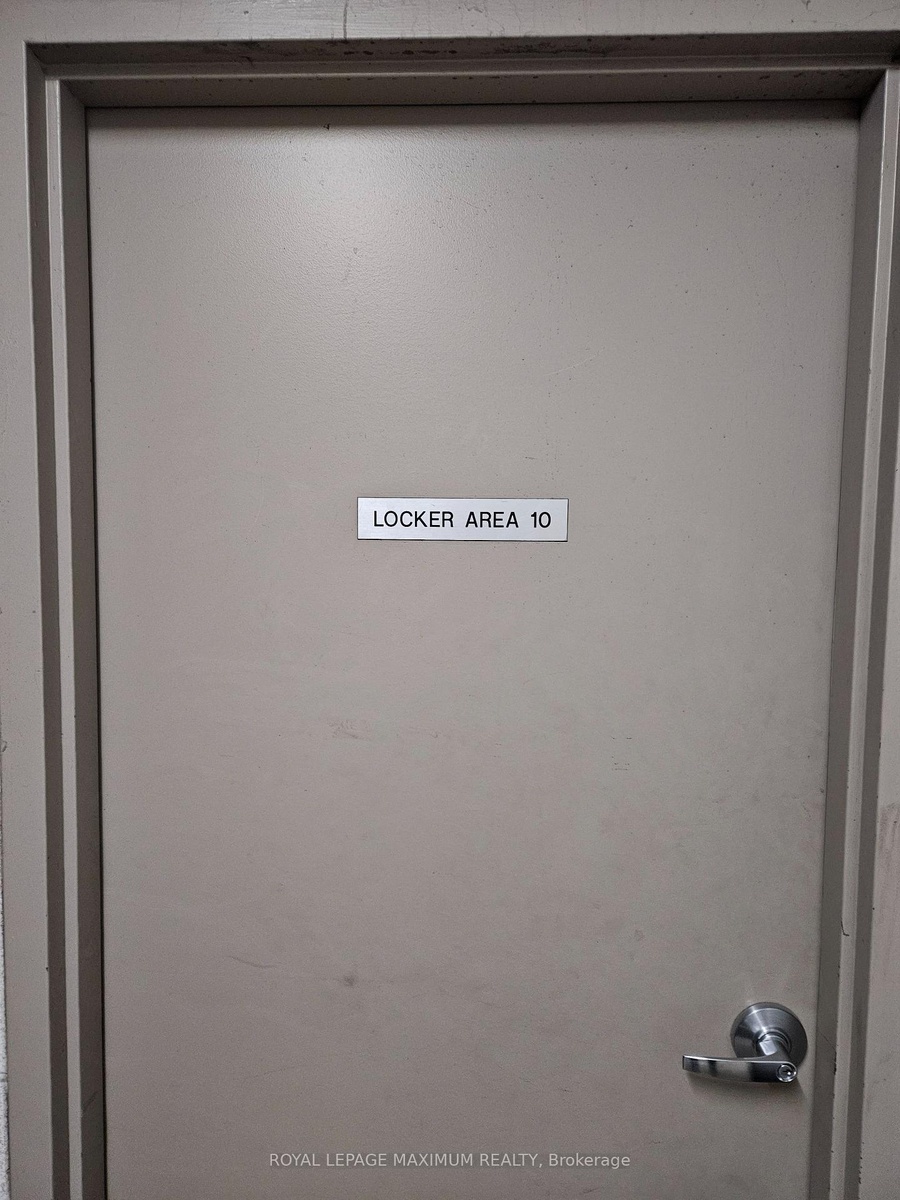 LOCKER AREA 10
ROYAL LEPAGE MAXIMUM REALTY, Brokerage